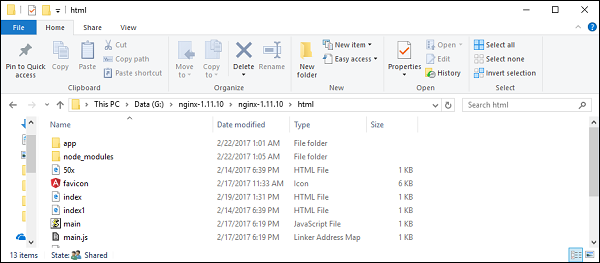 html
File Home Share View
Pin to Quick access
Copy
Paste
Cut
Copy path
Paste shortcut
Clipboard
Move to
Copy to
Delete
Rename
Organize
New folder
New item
Easy access
New
Properties
Open
Edit
History
Open
Select all
Select none
Invert selection
Select
This PC > Data (G:) > nginx-1.11.10 > nginx-1.11.10 > html
Search html
Name Date modified Type Size
app 2/22/2017 1:01 AM File folder
node_modules 2/22/2017 1:05 AM File folder
50x 2/14/2017 6:39 PM HTML File 1 KB
favicon 2/17/2017 11:33 AM Icon 6 KB
index 2/19/2017 1:31 PM HTML File 1 KB
index1 2/14/2017 6:39 PM HTML File 1 KB
main 2/17/2017 6:19 PM JavaScript File 1 KB
main.js 2/17/2017 6:19 PM Linker Address Map 1 KB
13 items State: Shared